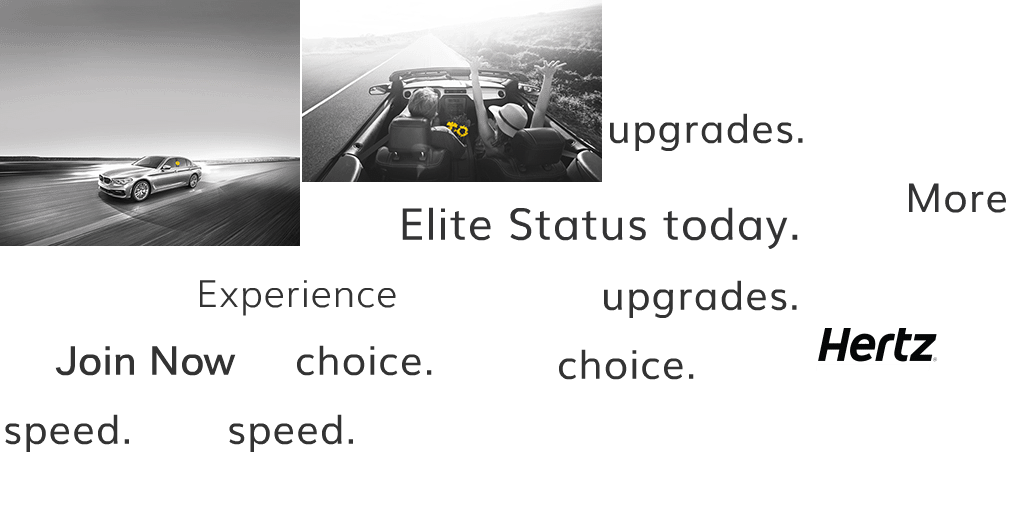 upgrades.
More
Elite Status today.
Experience
upgrades.
Hertz
Join Now
choice.
choice.
speed.
speed.